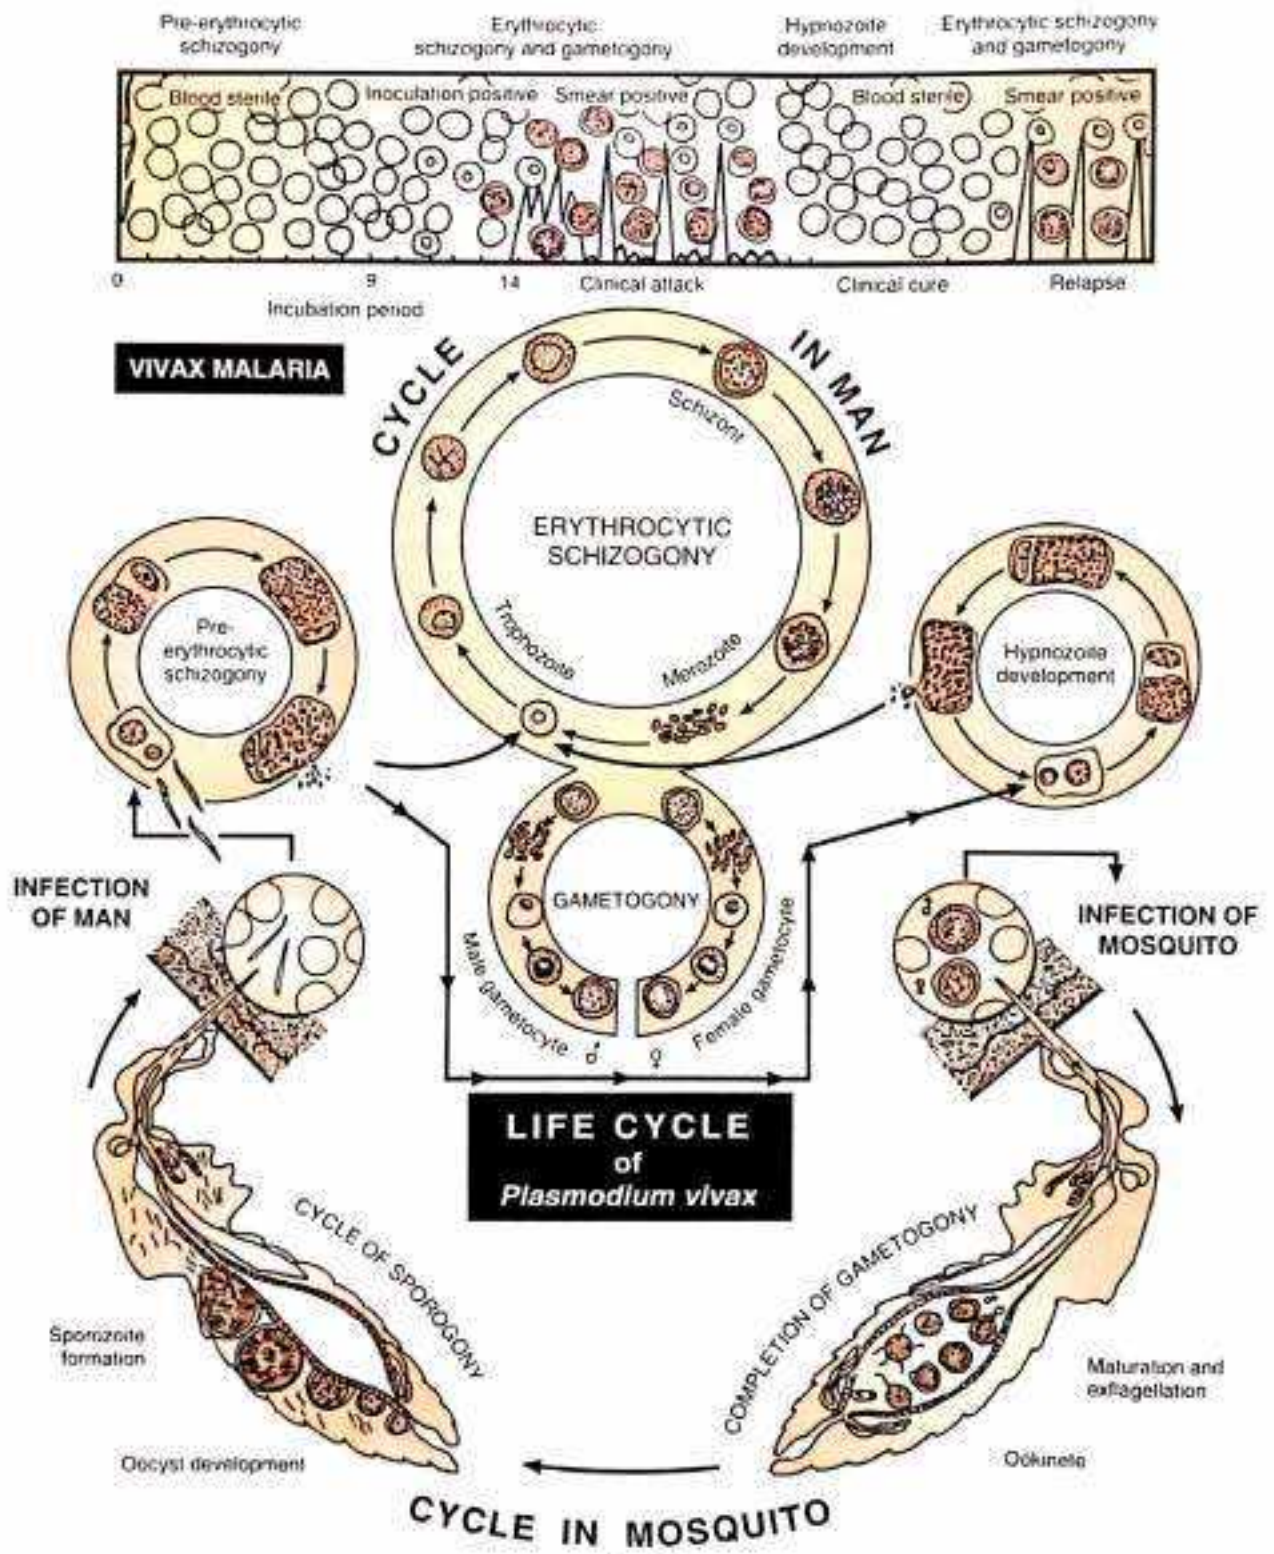 Pre-erythrocytic
schizogony
Erythrocytic
schizogony and gametogony
Hypnozoite
development
Erythrocytic schizogony
and gametogony
Blood sterile
Inoculation positive
Smear positive
Blood sterile
Smear positive
0
9
14
Clinical attack
Clinical cure
Relapse
Incubation period
VIVAX MALARIA
CYCLE IN MAN
Schizont
ERYTHROCYTIC
SCHIZOGONY
Trophozoite
Merozoite
Pre-
erythrocytic
schizogony
Hypnozoite
development
INFECTION
OF MAN
GAMETOGONY
Male gametocyte ♂
♀ Female gametocyte
♂
♀
INFECTION OF
MOSQUITO
LIFE CYCLE
of
Plasmodium vivax
CYCLE OF SPOROGONY
COMPLETION OF GAMETOGONY
Sporozoite
formation
Maturation and
exflagellation
Oocyst development
Oökinete
CYCLE IN MOSQUITO